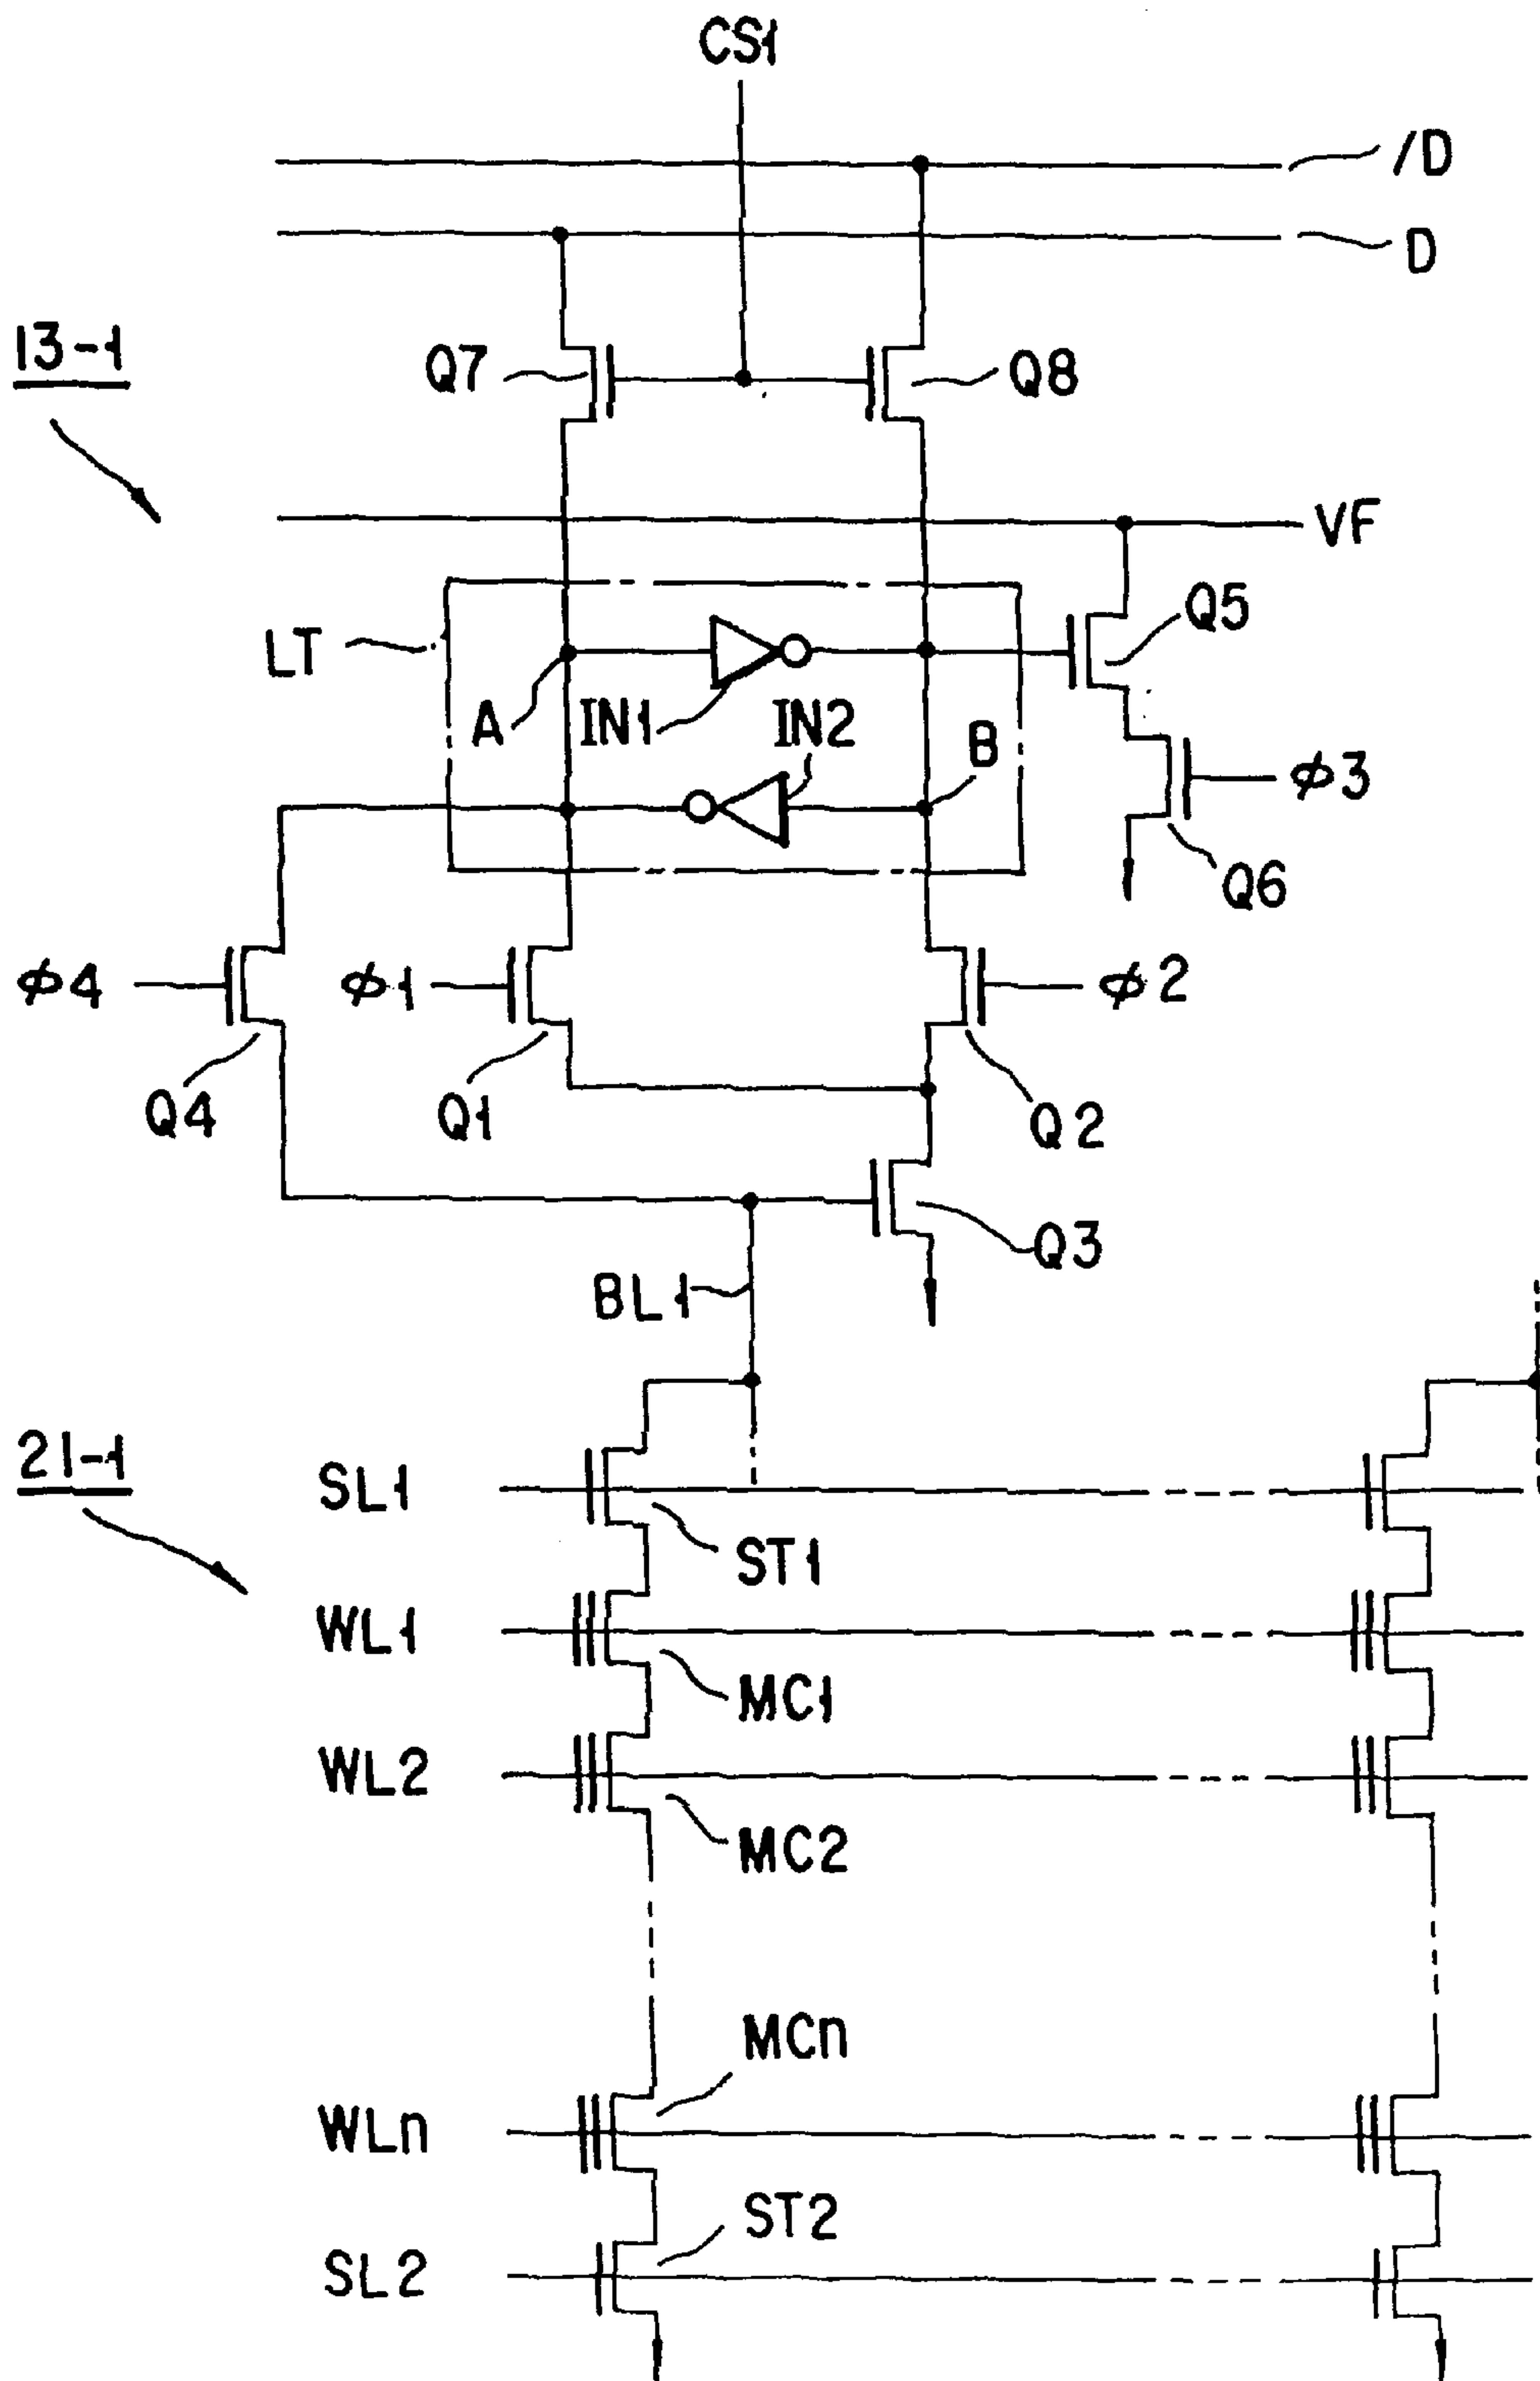 CS1
/D
D
13-1
Q7
Q8
VF
LT
Q5
A
IN1
IN2
B
φ3
Q6
φ4
φ1
φ2
Q4
Q1
Q2
Q3
BL1
21-1
SL1
ST1
WL1
MC1
WL2
MC2
MCn
WLn
ST2
SL2